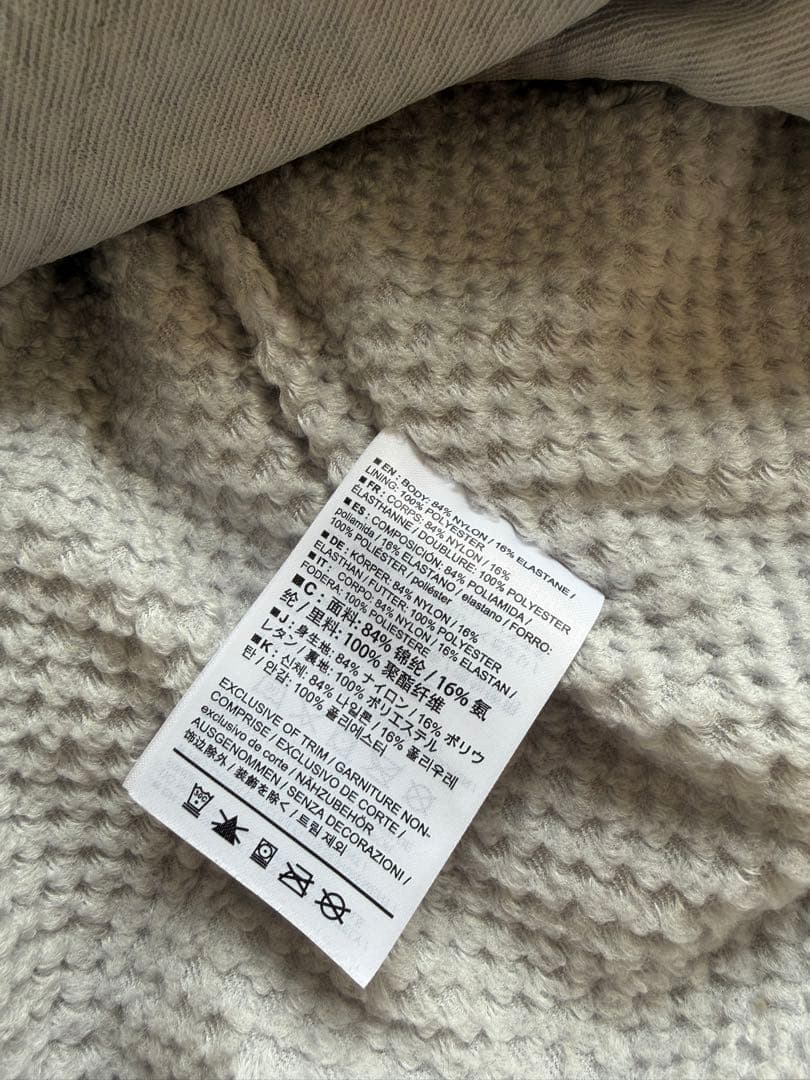 ■ EN : BODY: 84% NYLON / 16% ELASTANE /
LINING: 100% POLYESTER
■ FR : CORPS: 84% NYLON / 16%
ÉLASTHANNE / DOUBLURE: 100% POLYESTER
■ ES : COMPOSICIÓN: 84% POLIAMIDA /
poliamida / 16% ELASTANO / elastano / FORRO:
100% POLIÉSTER / poliéster
■ DE : KÖRPER: 84% NYLON / 16%
ELASTHAN / FUTTER: 100% POLYESTER
■ IT : CORPO: 84% NYLON / 16% ELASTAN /
FODERA: 100% POLIESTERE
■ C : 面料: 84% 锦纶 / 16% 氨
纶 / 里料: 100% 聚酯纤维
■ J : 身生地: 84% ナイロン / 16% ポリウ
レタン / 裏地: 100% ポリエステル
■ K : 신체: 84% 나일론 / 16% 폴리우레
탄 / 안감: 100% 폴리에스터
EXCLUSIVE OF TRIM / GARNITURE NON-
COMPRISE / EXCLUSIVO DE CORTE /
exclusivo de corte / NÄHZUBEHÖR
AUSGENOMMEN / SENZA DECORAZIONI /
饰边除外 / 装飾を除く / 트림 제외